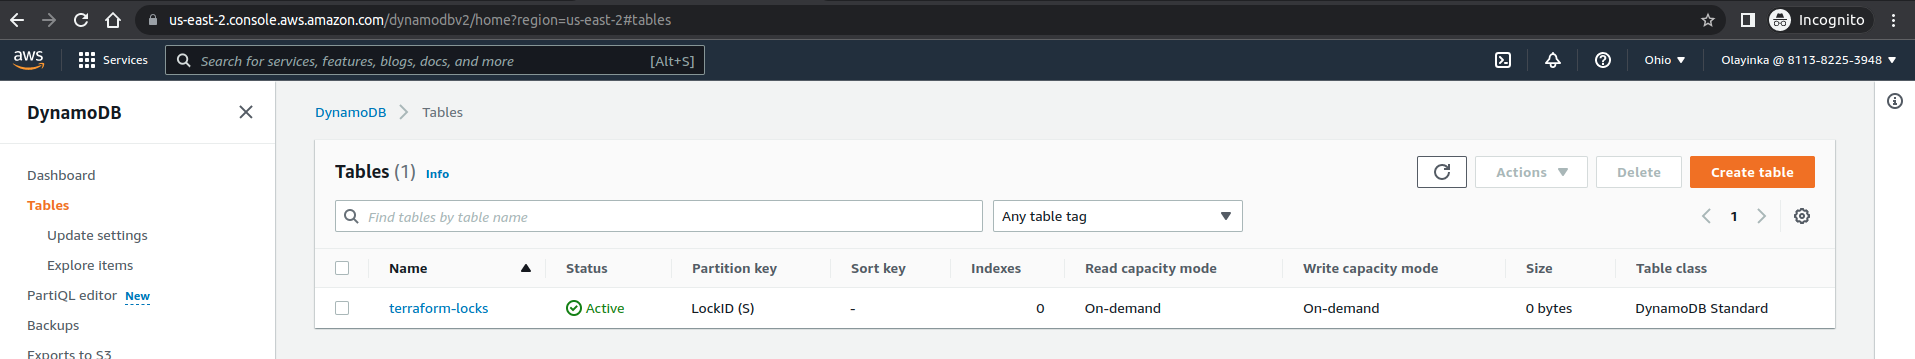 us-east-2.console.aws.amazon.com/dynamodbv2/home?region=us-east-2#tables
Incognito
aws
Services
Search for services, features, blogs, docs, and more
[Alt+S]
Ohio
Olayinka @ 8113-8225-3948
DynamoDB
DynamoDB
Tables
Dashboard
Tables
Update settings
Explore items
PartiQL editor New
Backups
Exports to S3
Tables (1) Info
Actions
Delete
Create table
Find tables by table name
Any table tag
1
Name Status Partition key Sort key Indexes Read capacity mode Write capacity mode Size Table class
terraform-locks Active LockID (S) - 0 On-demand On-demand 0 bytes DynamoDB Standard